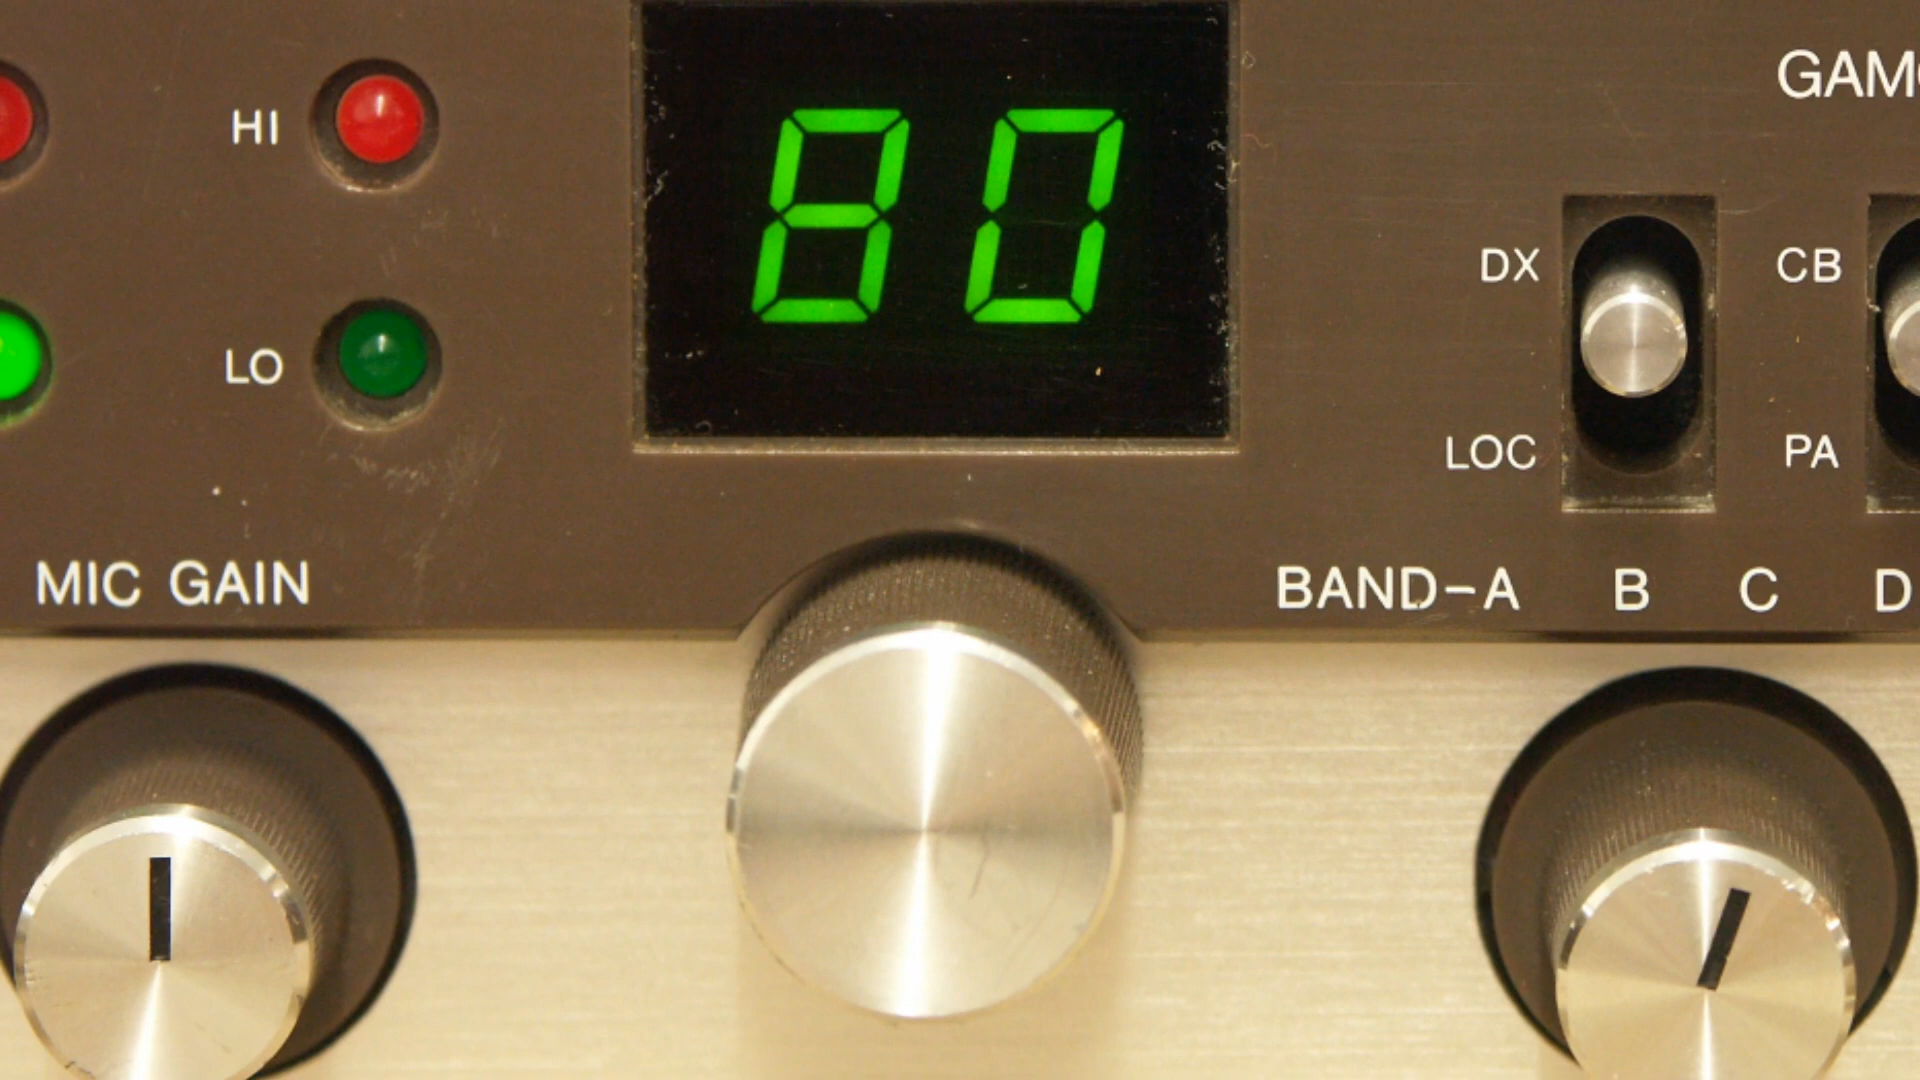 GAM
HI
80
DX
CB
LO
LOC
PA
MIC GAIN
BAND-A B C D